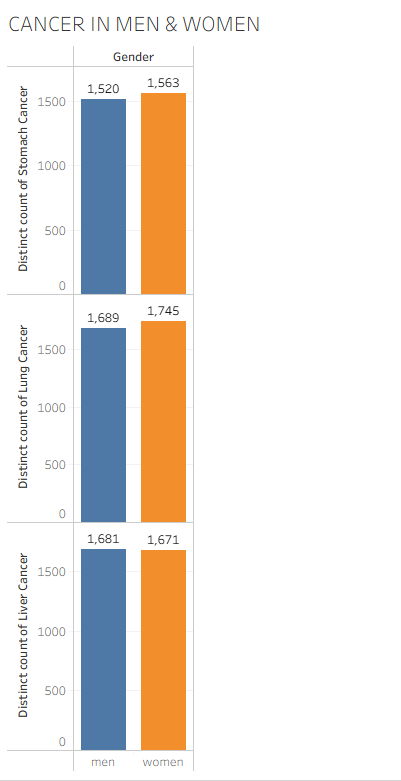 CANCER IN MEN & WOMEN
Gender
Distinct count of Stomach Cancer
1500
1000
500
0
1,520
1,563
Distinct count of Lung Cancer
1500
1000
500
0
1,689
1,745
Distinct count of Liver Cancer
1500
1000
500
0
1,681
1,671
men
women